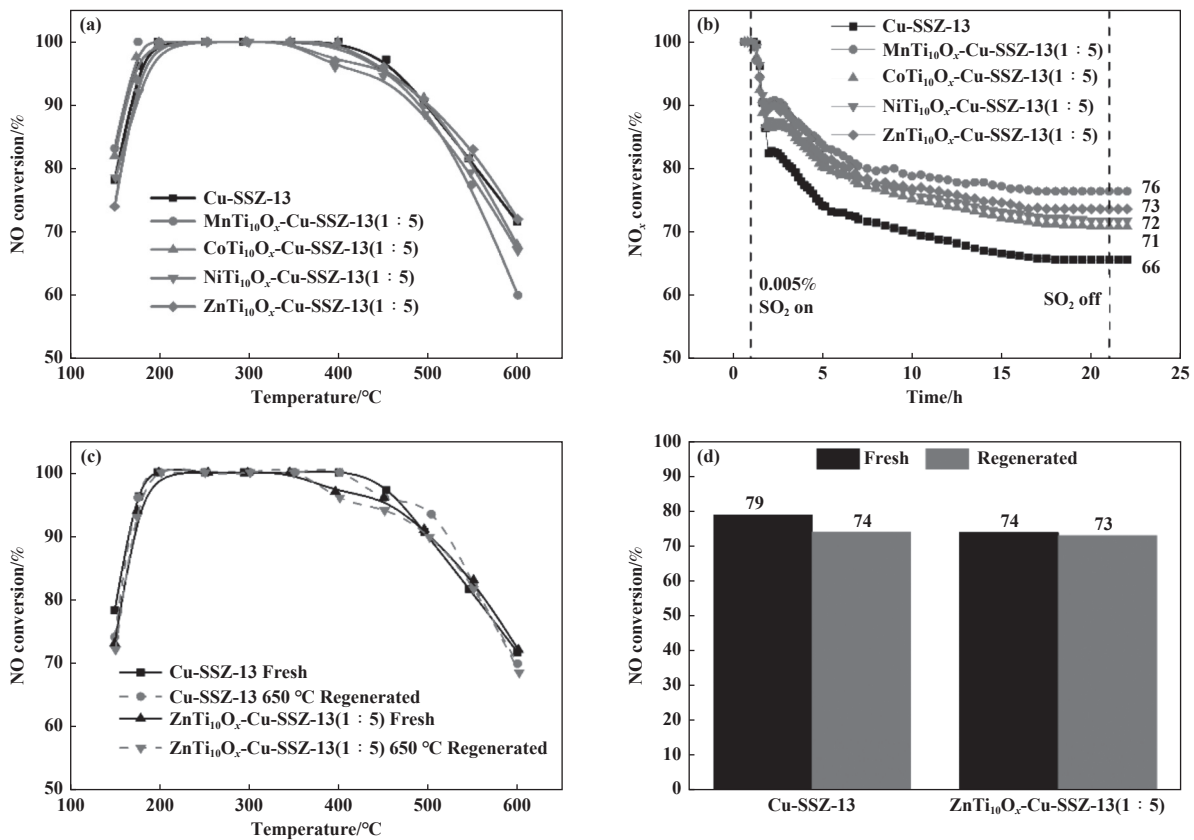 (a)
100
90
80
70
60
50
NO conversion/%
Cu-SSZ-13
MnTi₁₀Oₓ-Cu-SSZ-13(1：5)
CoTi₁₀Oₓ-Cu-SSZ-13(1：5)
NiTi₁₀Oₓ-Cu-SSZ-13(1：5)
ZnTi₁₀Oₓ-Cu-SSZ-13(1：5)
100 200 300 400 500 600
Temperature/°C
(b)
100
90
80
70
60
50
NOₓ conversion/%
Cu-SSZ-13
MnTi₁₀Oₓ-Cu-SSZ-13(1：5)
CoTi₁₀Oₓ-Cu-SSZ-13(1：5)
NiTi₁₀Oₓ-Cu-SSZ-13(1：5)
ZnTi₁₀Oₓ-Cu-SSZ-13(1：5)
76
73
72
71
66
0.005%
SO₂ on
SO₂ off
0 5 10 15 20 25
Time/h
(c)
100
90
80
70
60
50
NO conversion/%
Cu-SSZ-13 Fresh
Cu-SSZ-13 650 °C Regenerated
ZnTi₁₀Oₓ-Cu-SSZ-13(1：5) Fresh
ZnTi₁₀Oₓ-Cu-SSZ-13(1：5) 650 °C Regenerated
100 200 300 400 500 600
Temperature/°C
(d)
Fresh Regenerated
100
90
80
70
60
50
40
30
20
10
0
NO conversion/%
79
74
74
73
Cu-SSZ-13 ZnTi₁₀Oₓ-Cu-SSZ-13(1：5)